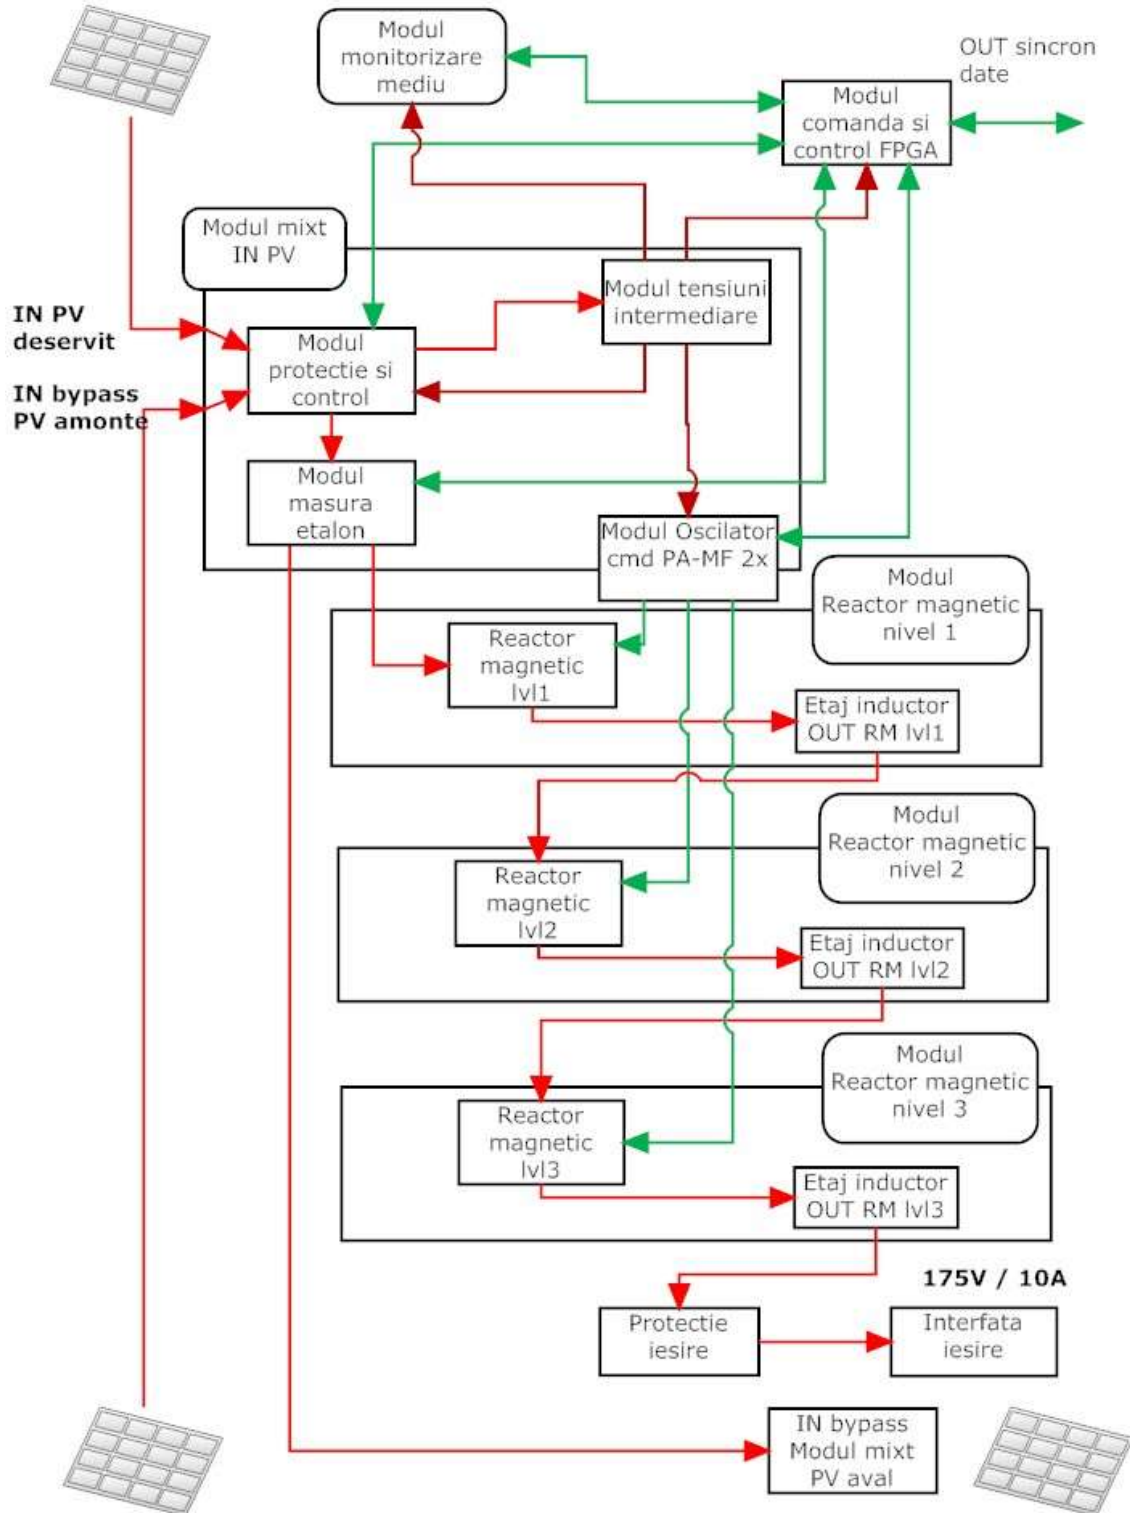 Modul
monitorizare
mediu
OUT sincron
date
Modul
comanda si
control FPGA
Modul mixt
IN PV
Modul tensiuni
intermediare
IN PV
deservit
Modul
protectie si
control
IN bypass
PV amonte
Modul
masura
etalon
Modul Oscilator
cmd PA-MF 2x
Modul
Reactor magnetic
nivel 1
Reactor
magnetic
lvl1
Etaj inductor
OUT RM lvl1
Modul
Reactor magnetic
nivel 2
Reactor
magnetic
lvl2
Etaj inductor
OUT RM lvl2
Modul
Reactor magnetic
nivel 3
Reactor
magnetic
lvl3
Etaj inductor
OUT RM lvl3
175V / 10A
Protectie
iesire
Interfata
iesire
IN bypass
Modul mixt
PV aval